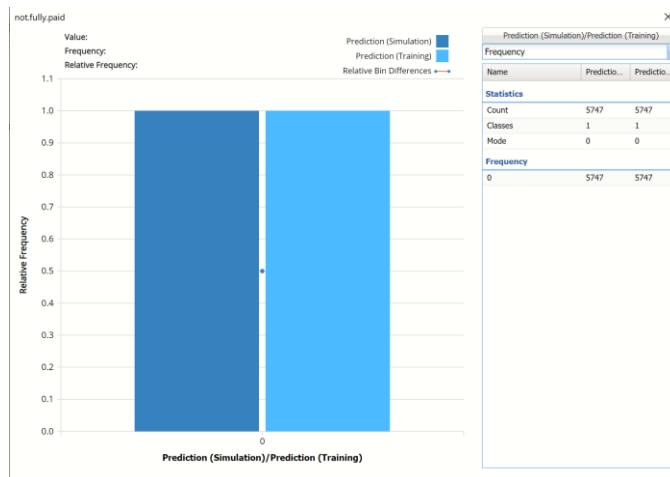 not.fully.paid
Value:
Frequency:
Relative Frequency:
Prediction (Simulation)
Prediction (Training)
Relative Bin Differences
1.1
1.0
0.9
0.8
0.7
0.6
0.5
0.4
0.3
0.2
0.1
0.0
Relative Frequency
0
Prediction (Simulation)/Prediction (Training)
Prediction (Simulation)/Prediction (Training)
Frequency
Name Predictio... Predictio...
Statistics
Count 5747 5747
Classes 1 1
Mode 0 0
Frequency
0 5747 5747